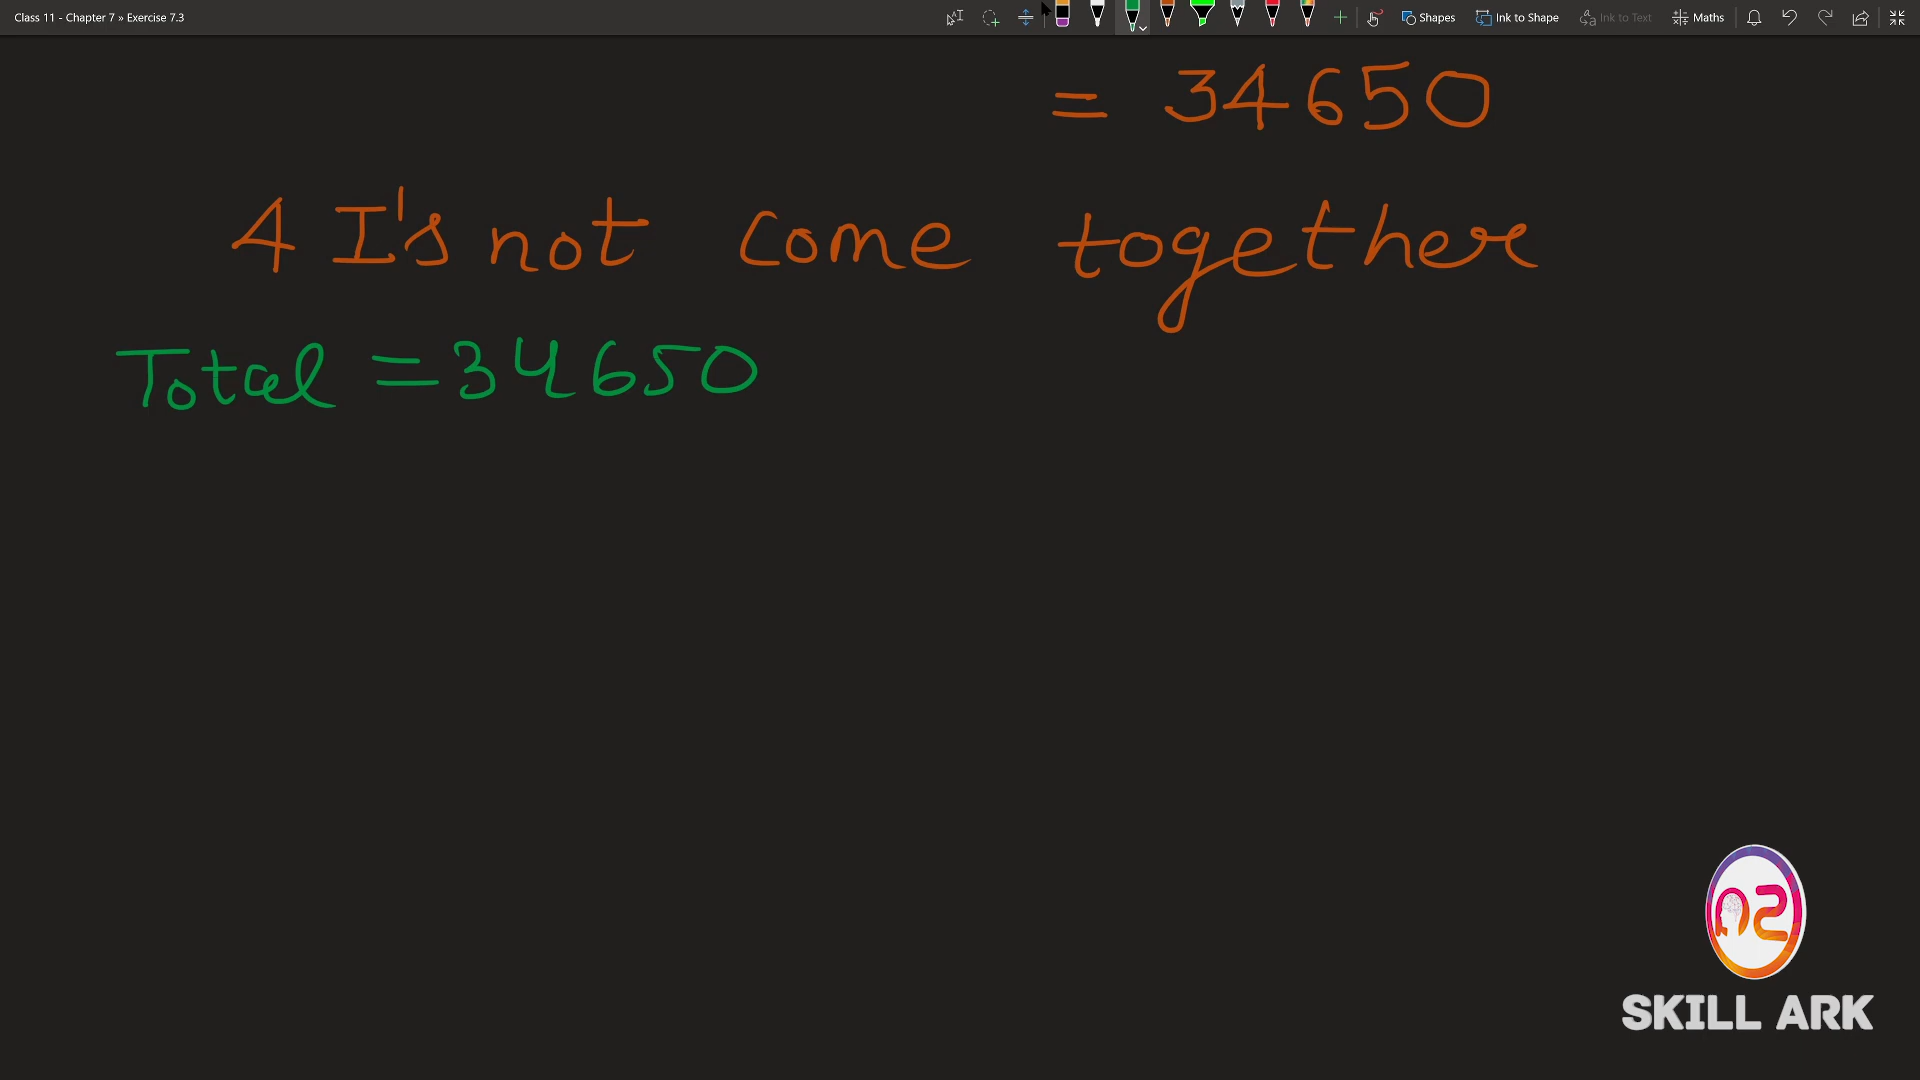 Class 11 - Chapter 7 » Exercise 7.3
Shapes
Ink to Shape
Ink to Text
Maths
= 34650
4 I's not come together
Total = 34650
SKILL ARK